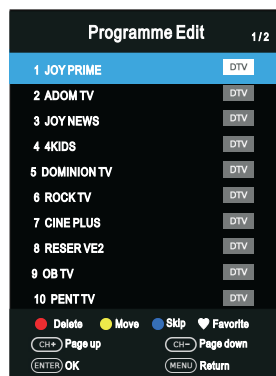 Programme Edit 1/2
1 JOY PRIME DTV
2 ADOM TV DTV
3 JOY NEWS DTV
4 4KIDS DTV
5 DOMINION TV DTV
6 ROCK TV DTV
7 CINE PLUS DTV
8 RESER VE2 DTV
9 OB TV DTV
10 PENT TV DTV
Delete Move Skip Favorite
CH+ Page up CH- Page down
ENTER OK MENU Return